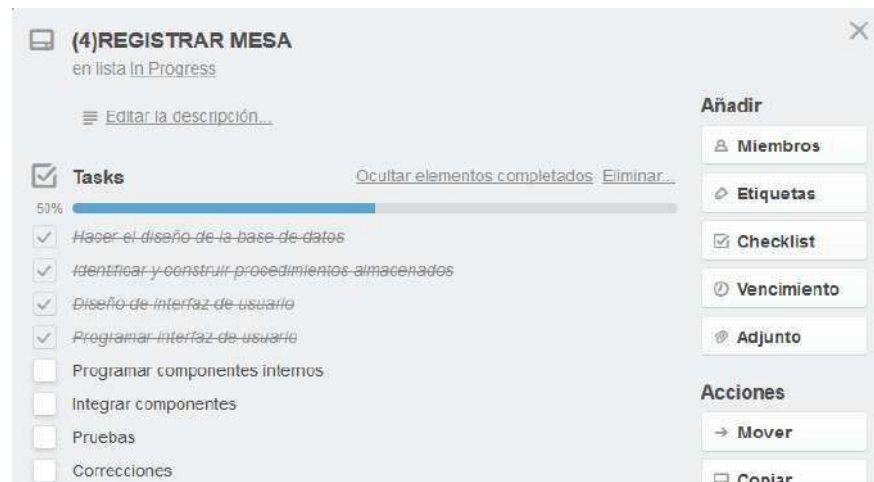 (4)REGISTRAR MESA
en lista In Progress
Editar la descripción...
Tasks
Ocultar elementos completados Eliminar...
50%
Hacer el diseño de la base de datos
Identificar y construir procedimientos almacenados
Diseño de interfaz de usuario
Programar interfaz de usuario
Programar componentes internos
Integrar componentes
Pruebas
Correcciones
Añadir
Miembros
Etiquetas
Checklist
Vencimiento
Adjunto
Acciones
Mover
Copiar